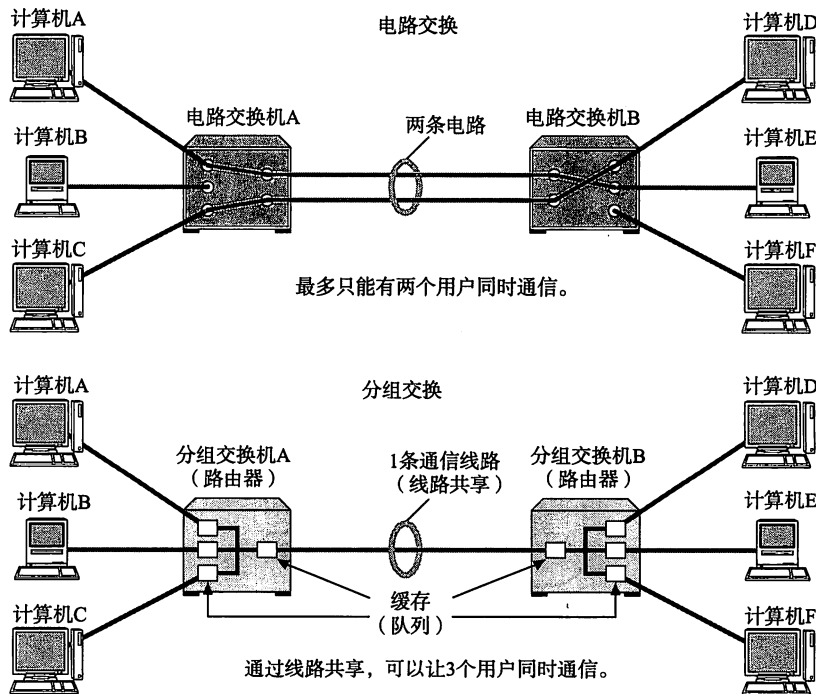 计算机A
电路交换
计算机D
电路交换机A
两条电路
电路交换机B
计算机B
计算机E
计算机C
计算机F
最多只能有两个用户同时通信。
计算机A
分组交换
计算机D
分组交换机A
（路由器）
1条通信线路
（线路共享）
分组交换机B
（路由器）
计算机B
计算机E
计算机C
缓存
（队列）
计算机F
通过线路共享，可以让3个用户同时通信。